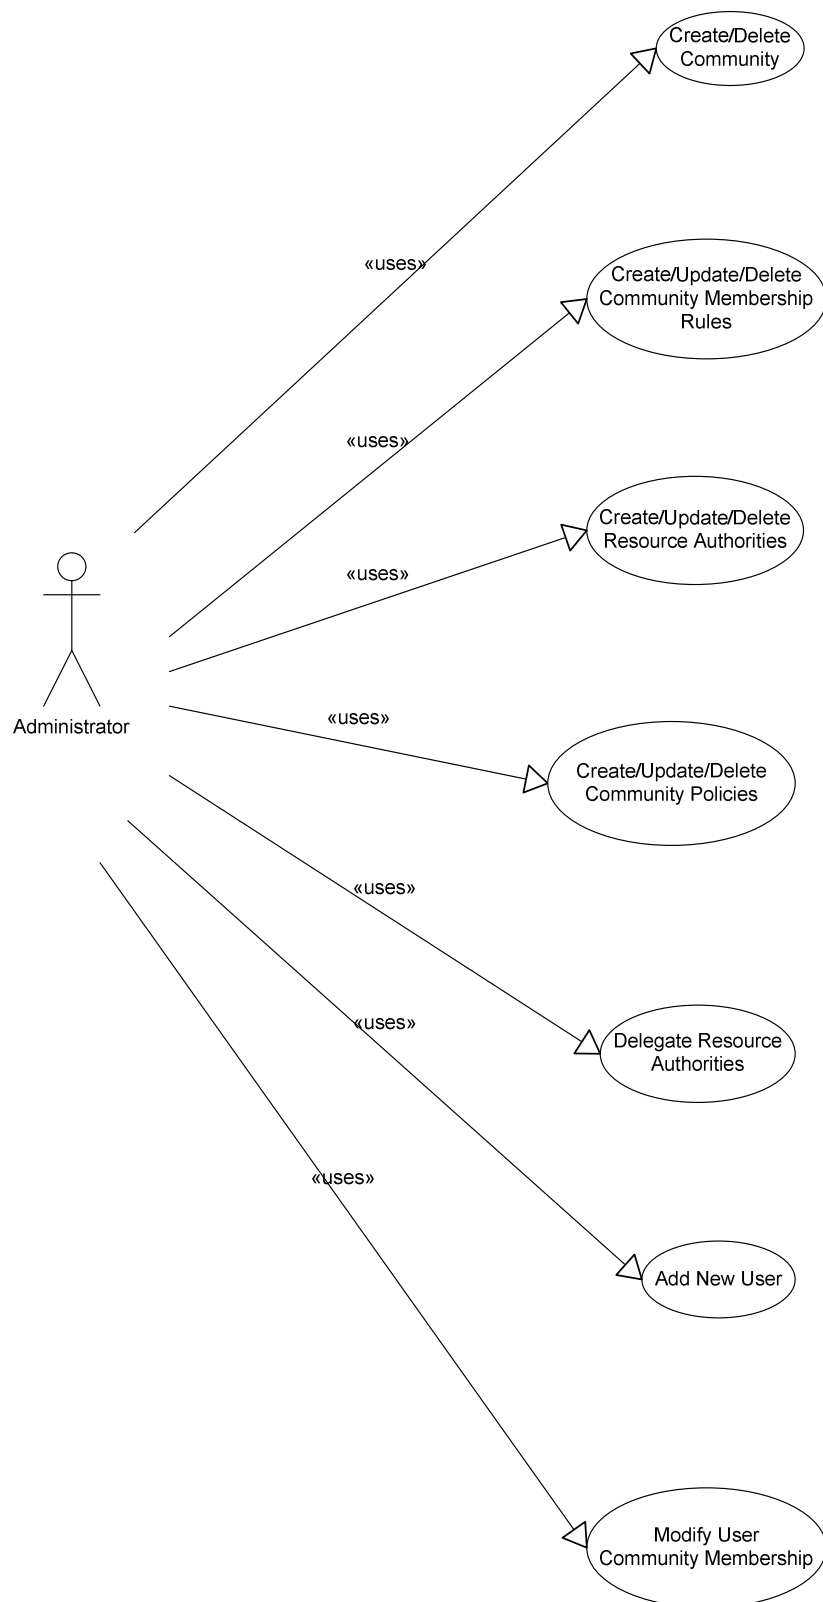 Create/Delete
Community
«uses»
Create/Update/Delete
Community Membership
Rules
«uses»
Create/Update/Delete
Resource Authorities
«uses»
Administrator
«uses»
Create/Update/Delete
Community Policies
«uses»
Delegate Resource
Authorities
«uses»
Add New User
«uses»
Modify User
Community Membership